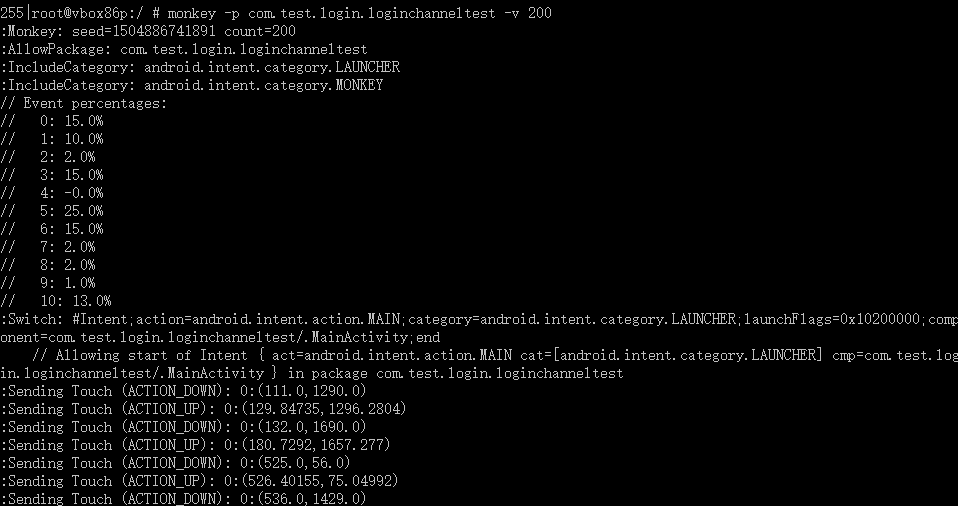 255|root@vbox86p:/ # monkey -p com.test.login.loginchanneltest -v 200
:Monkey: seed=1504886741891 count=200
:AllowPackage: com.test.login.loginchanneltest
:IncludeCategory: android.intent.category.LAUNCHER
:IncludeCategory: android.intent.category.MONKEY
// Event percentages:
//   0: 15.0%
//   1: 10.0%
//   2: 2.0%
//   3: 15.0%
//   4: -0.0%
//   5: 25.0%
//   6: 15.0%
//   7: 2.0%
//   8: 2.0%
//   9: 1.0%
//   10: 13.0%
:Switch: #Intent;action=android.intent.action.MAIN;category=android.intent.category.LAUNCHER;launchFlags=0x10200000;comp
onent=com.test.login.loginchanneltest/.MainActivity;end
    // Allowing start of Intent { act=android.intent.action.MAIN cat=[android.intent.category.LAUNCHER] cmp=com.test.log
in.loginchanneltest/.MainActivity } in package com.test.login.loginchanneltest
:Sending Touch (ACTION_DOWN): 0:(111.0,1290.0)
:Sending Touch (ACTION_UP): 0:(129.84735,1296.2804)
:Sending Touch (ACTION_DOWN): 0:(132.0,1690.0)
:Sending Touch (ACTION_UP): 0:(180.7292,1657.277)
:Sending Touch (ACTION_DOWN): 0:(525.0,56.0)
:Sending Touch (ACTION_UP): 0:(526.40155,75.04992)
:Sending Touch (ACTION_DOWN): 0:(536.0,1429.0)